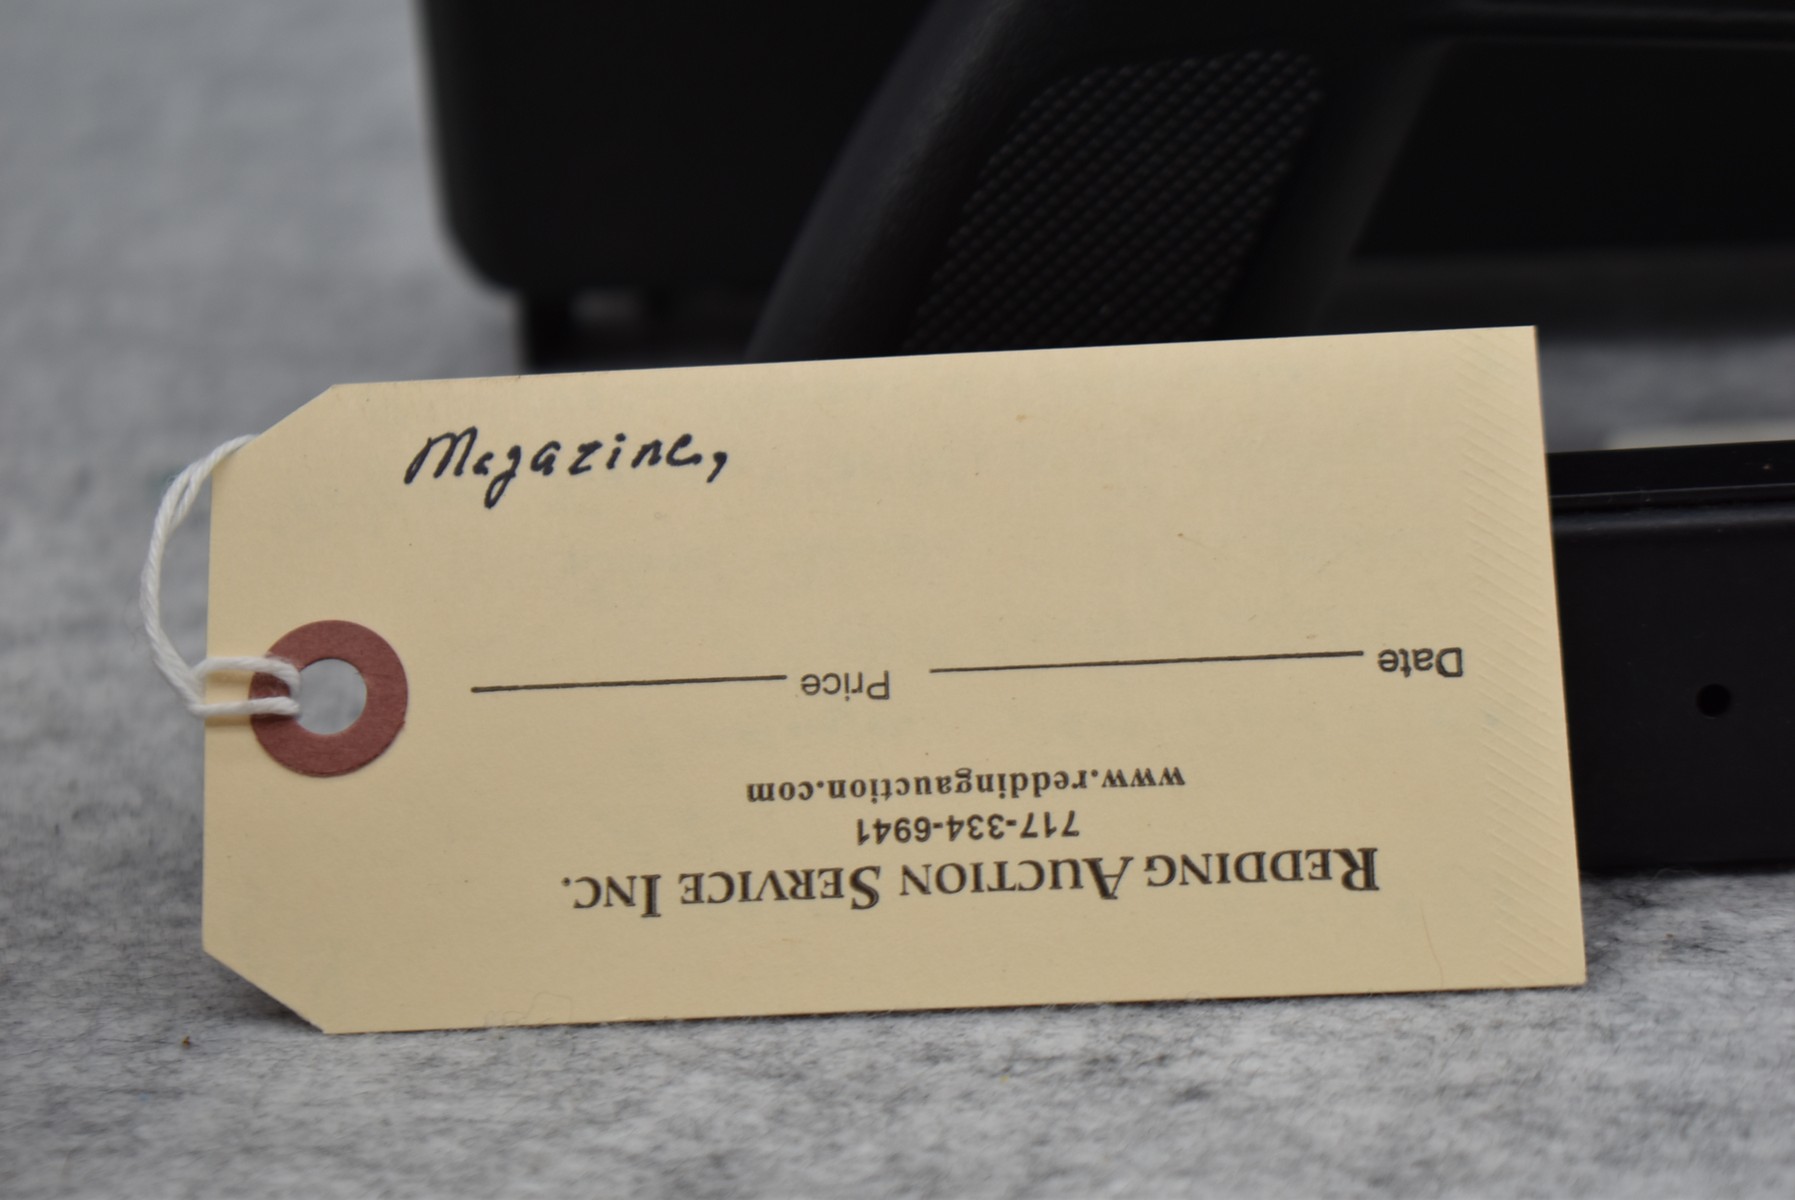 Magazine,
REDDING AUCTION SERVICE INC.
717-334-6941
www.reddingauction.com
Date Price